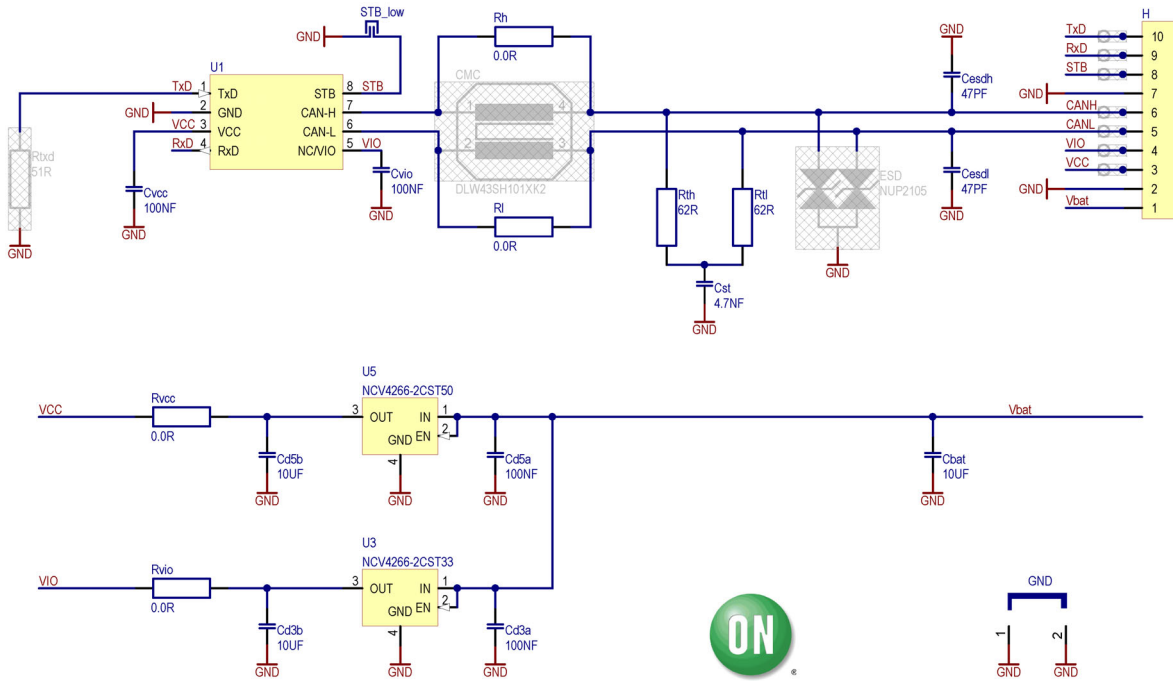 STB_low
GND
Rh
0.0R
H
U1
TxD
1
TxD
STB
8
STB
GND
2
GND
CAN-H
7
VCC
3
VCC
CAN-L
6
RxD
4
RxD
NC/VIO
5
VIO
Rtxd
51R
GND
Cvcc
100NF
GND
Cvio
100NF
GND
CMC
1
4
2
3
DLW43SH101XK2
Rl
0.0R
Rth
62R
Rtl
62R
Cst
4.7NF
GND
ESD
NUP2105
GND
GND
Cesdh
47PF
Cesdl
47PF
GND
TxD
10
RxD
9
STB
8
GND
7
CANH
6
CANL
5
VIO
4
VCC
3
GND
2
Vbat
1
U5
NCV4266-2CST50
VCC
Rvcc
0.0R
3
OUT
IN
1
EN
2
GND
4
GND
Cd5b
10UF
GND
Cd5a
100NF
GND
Vbat
Cbat
10UF
GND
U3
NCV4266-2CST33
VIO
Rvio
0.0R
3
OUT
IN
1
EN
2
GND
4
GND
Cd3b
10UF
GND
Cd3a
100NF
GND
ON
®
GND
1
2
GND
GND